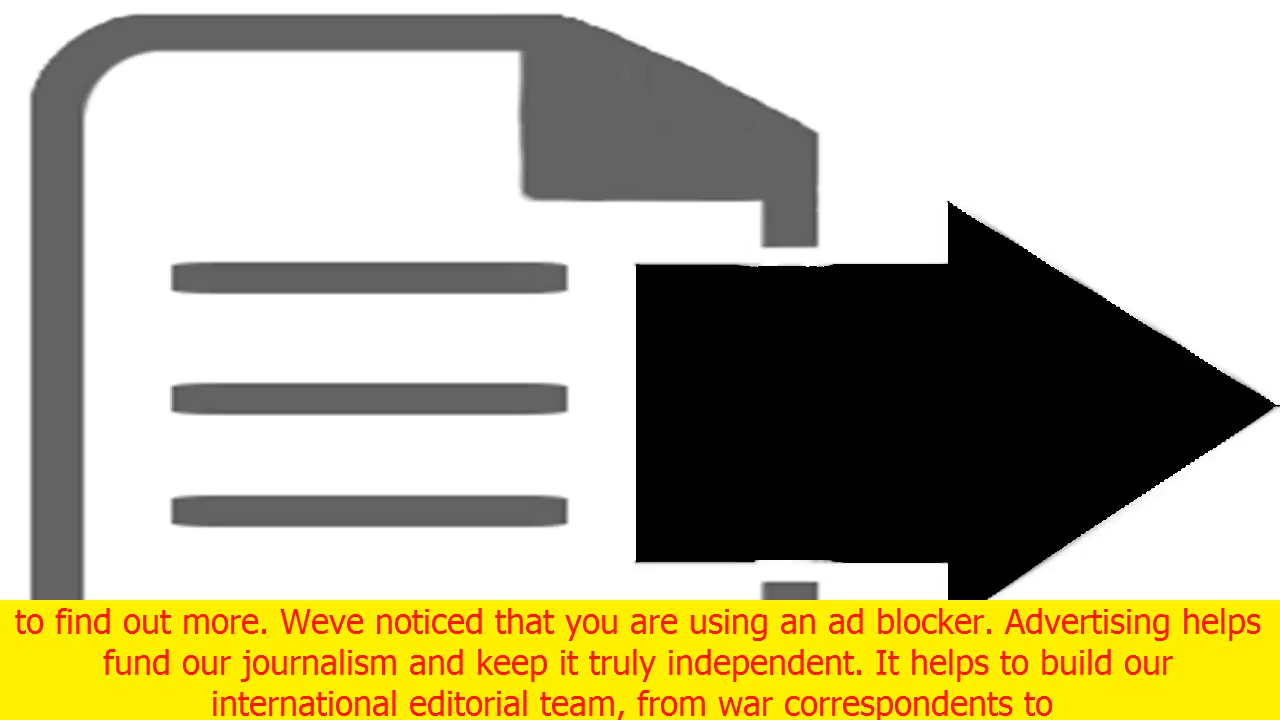 to find out more. Weve noticed that you are using an ad blocker. Advertising helps
fund our journalism and keep it truly independent. It helps to build our
international editorial team, from war correspondents to